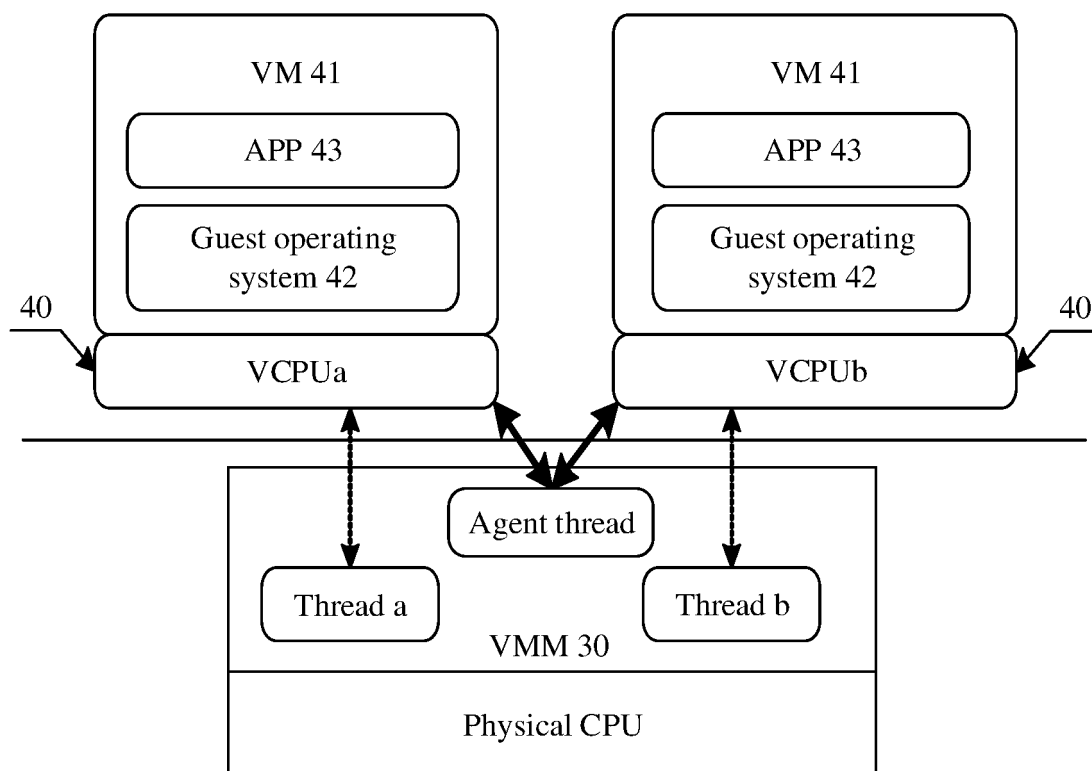 VM 41
VM 41
APP 43
APP 43
Guest operating
system 42
Guest operating
system 42
40
40
VCPUa
VCPUb
Agent thread
Thread a
Thread b
VMM 30
Physical CPU